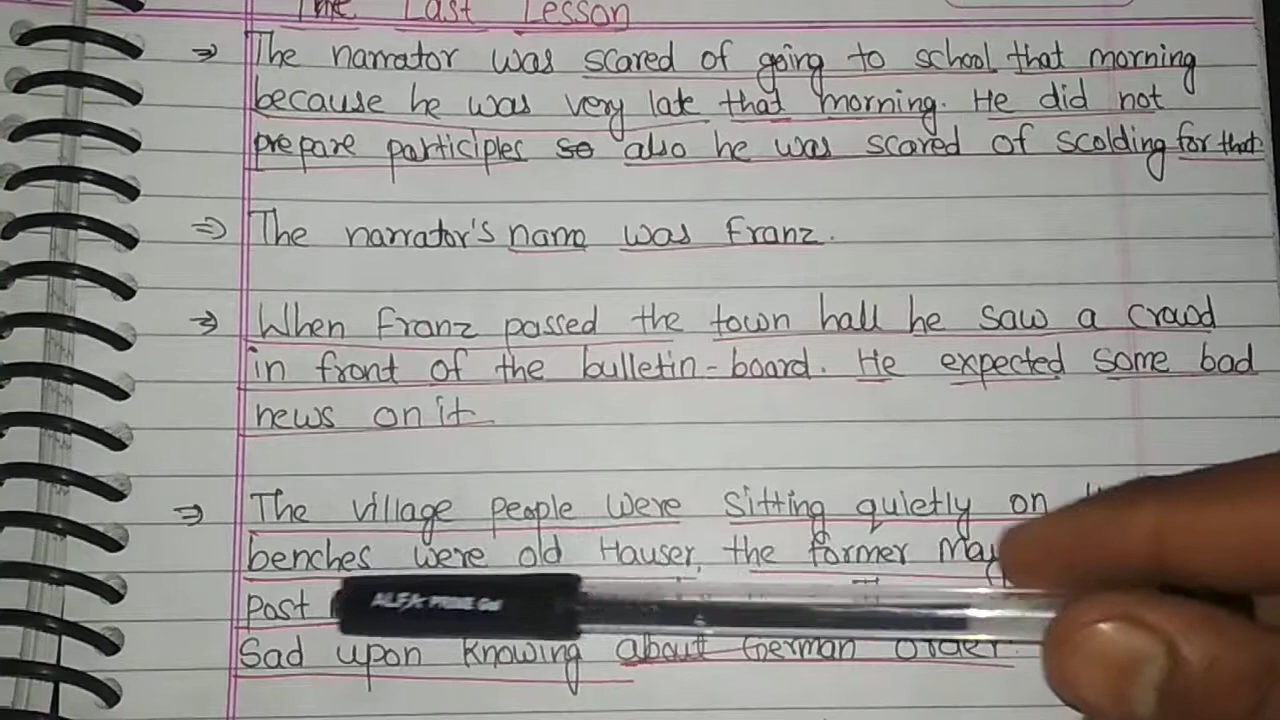 The Last Lesson
⇒ The narrator was scared of going to school that morning
because he was very late that morning. He did not
prepare participles so also he was scared of scolding for that
⇒ The narrator's name was Franz.
⇒ When Franz passed the town hall he saw a crowd
in front of the bulletin-board. He expected some bad
news on it
⇒ The village people were sitting quietly on
benches were old Hauser, the former May
Post
ALFA PRIME Gel
Sad upon knowing about German order.